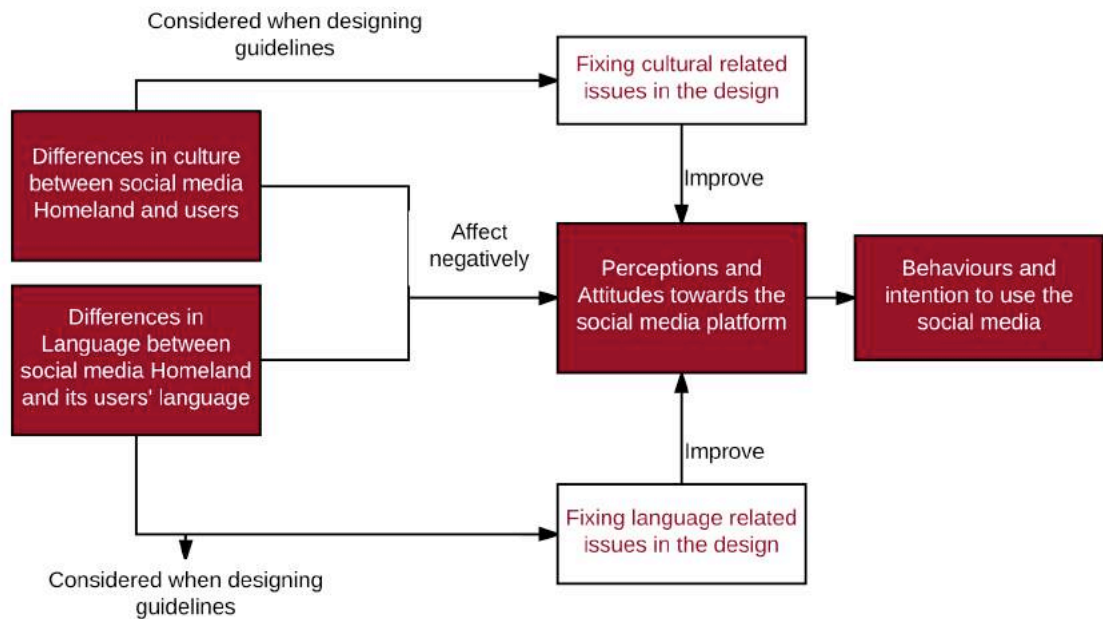 Considered when designing
guidelines
Fixing cultural related
issues in the design
Differences in culture
between social media
Homeland and users
Improve
Affect
negatively
Perceptions and
Attitudes towards the
social media platform
Behaviours and
intention to use the
social media
Differences in
Language between
social media Homeland
and its users' language
Improve
Fixing language related
issues in the design
Considered when designing
guidelines